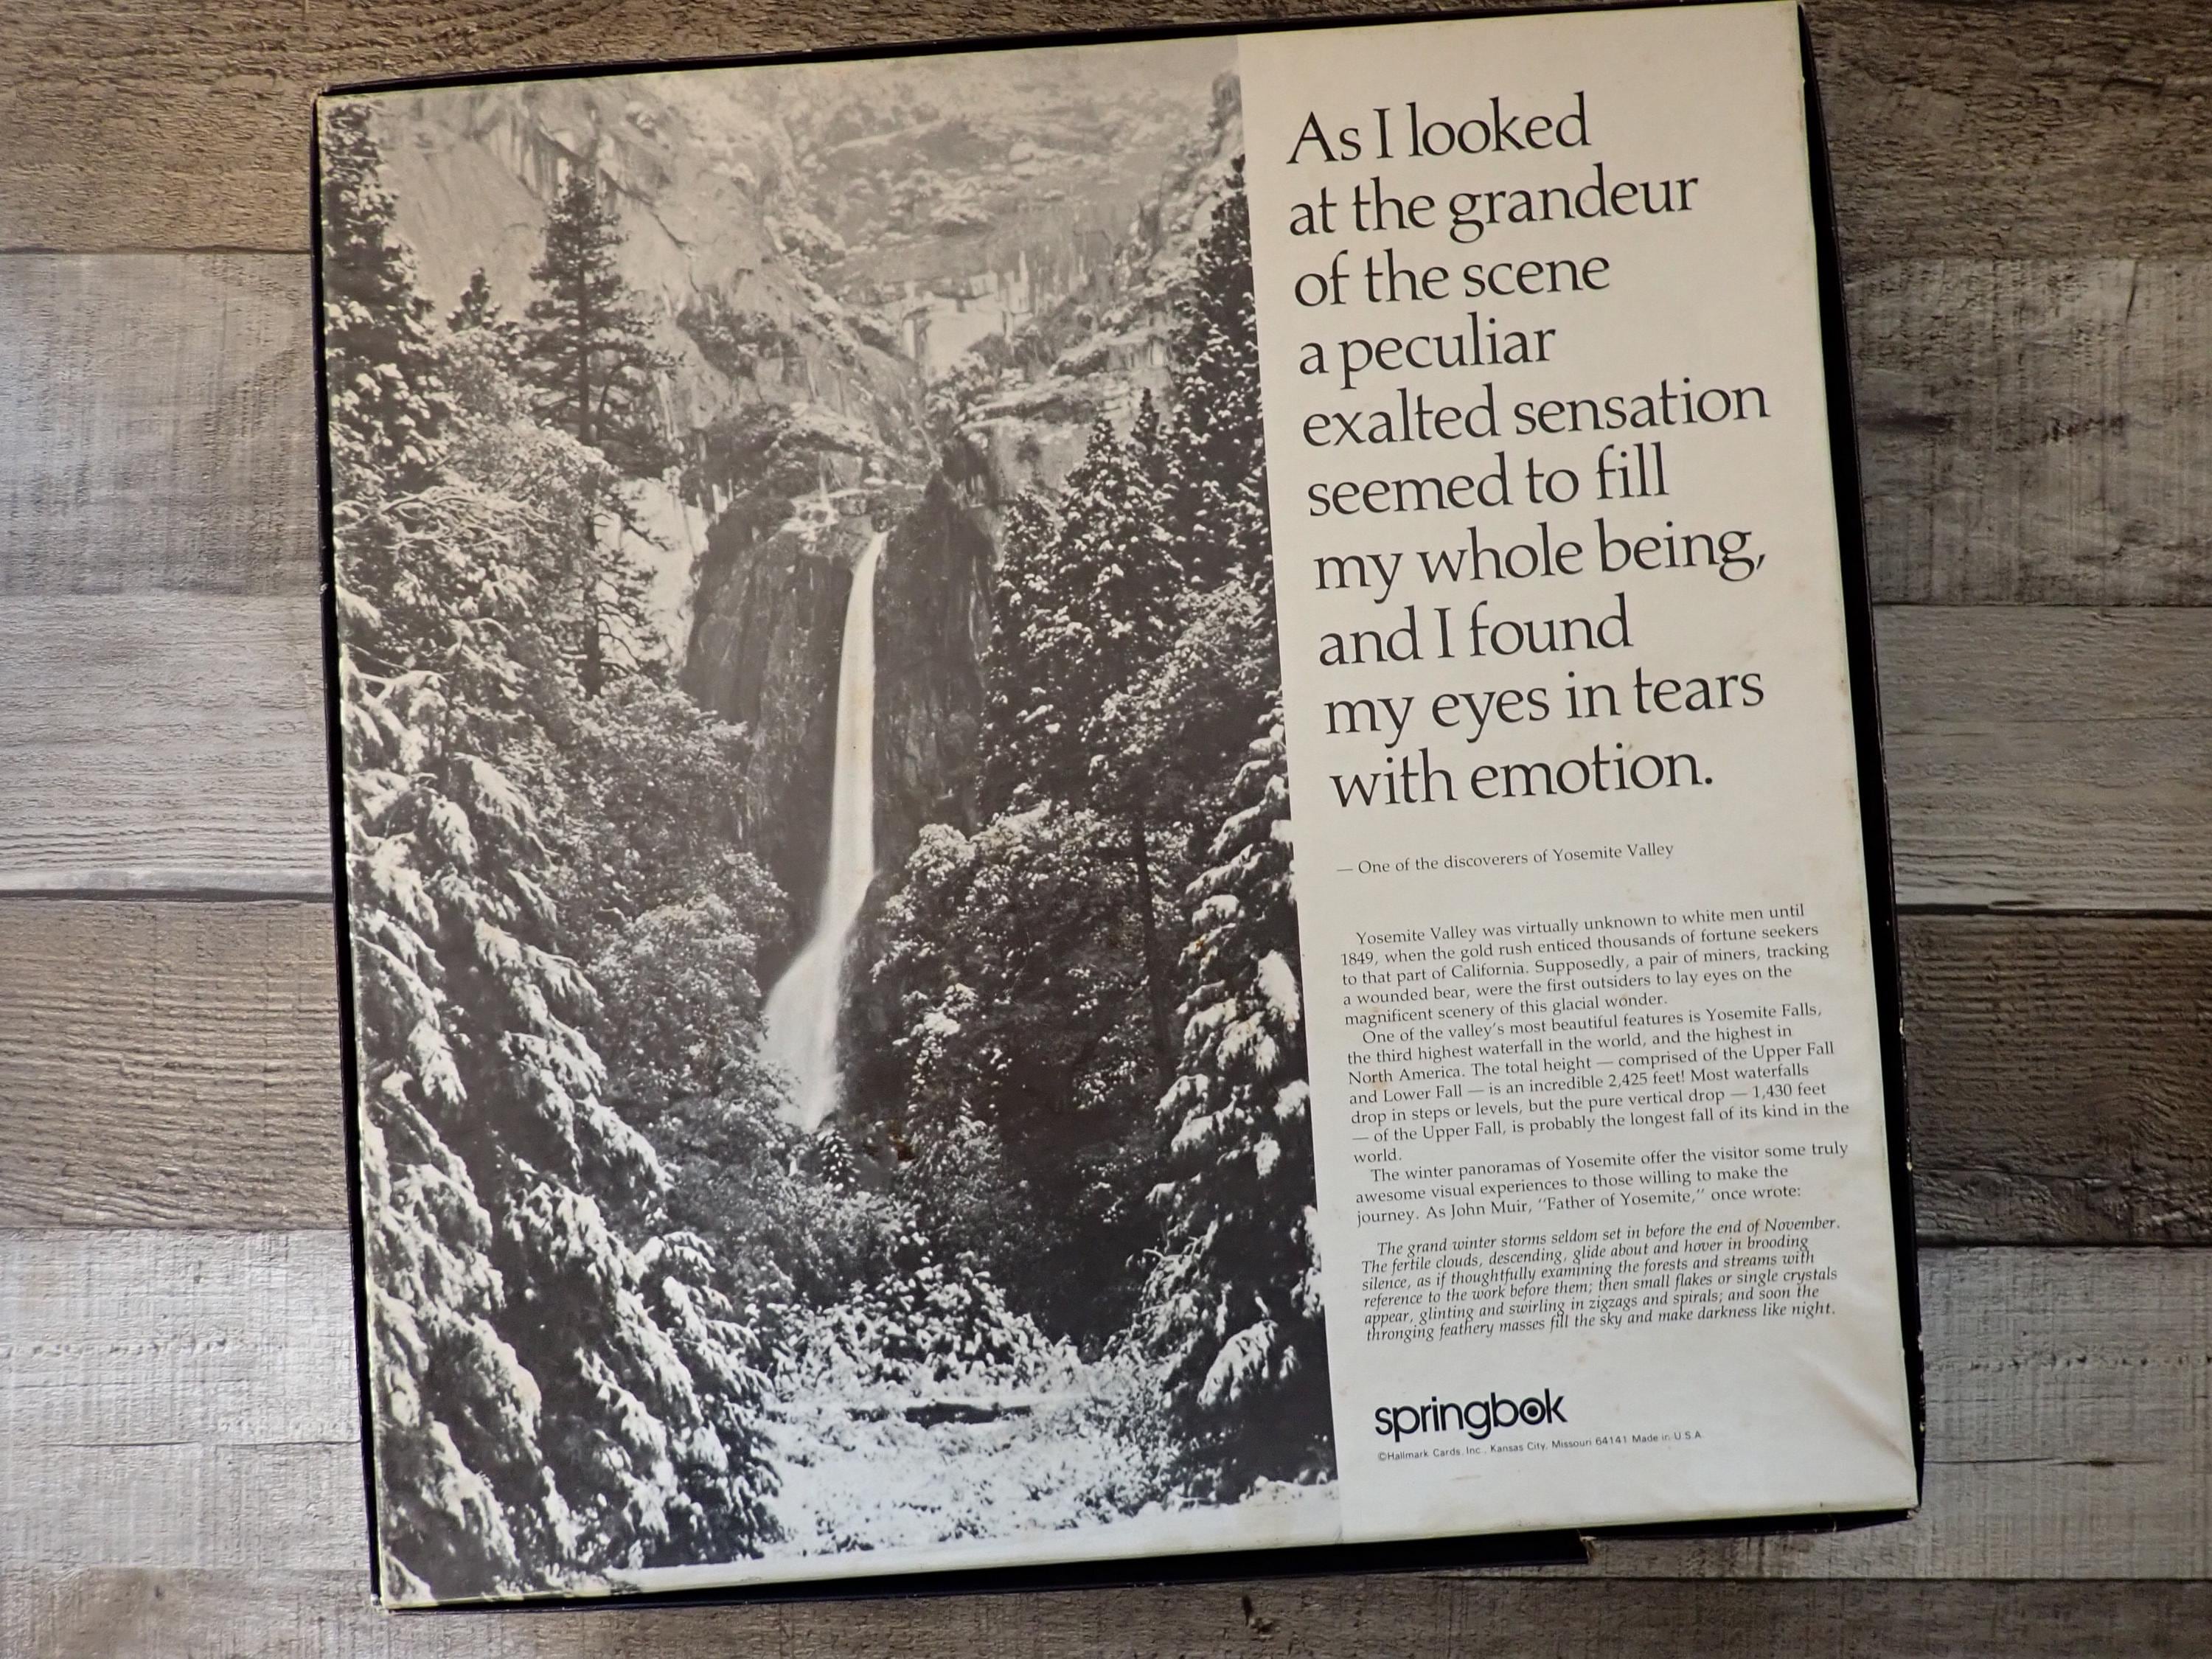 As I looked
at the grandeur
of the scene
a peculiar
exalted sensation
seemed to fill
my whole being,
and I found
my eyes in tears
with emotion.
— One of the discoverers of Yosemite Valley
Yosemite Valley was virtually unknown to white men until
1849, when the gold rush enticed thousands of fortune seekers
to that part of California. Supposedly, a pair of miners, tracking
a wounded bear, were the first outsiders to lay eyes on the
magnificent scenery of this glacial wonder.
One of the valley's most beautiful features is Yosemite Falls,
the third highest waterfall in the world, and the highest in
North America. The total height — comprised of the Upper Fall
and Lower Fall — is an incredible 2,425 feet! Most waterfalls
drop in steps or levels, but the pure vertical drop — 1,430 feet
— of the Upper Fall, is probably the longest fall of its kind in the
world.
The winter panoramas of Yosemite offer the visitor some truly
awesome visual experiences to those willing to make the
journey. As John Muir, "Father of Yosemite," once wrote:
The grand winter storms seldom set in before the end of November.
The fertile clouds, descending, glide about and hover in brooding
silence, as if thoughtfully examining the forests and streams with
reference to the work before them; then small flakes or single crystals
appear, glinting and swirling in zigzags and spirals; and soon the
thronging feathery masses fill the sky and make darkness like night.
springbok
©Hallmark Cards, Inc., Kansas City, Missouri 64141 Made in U.S.A.